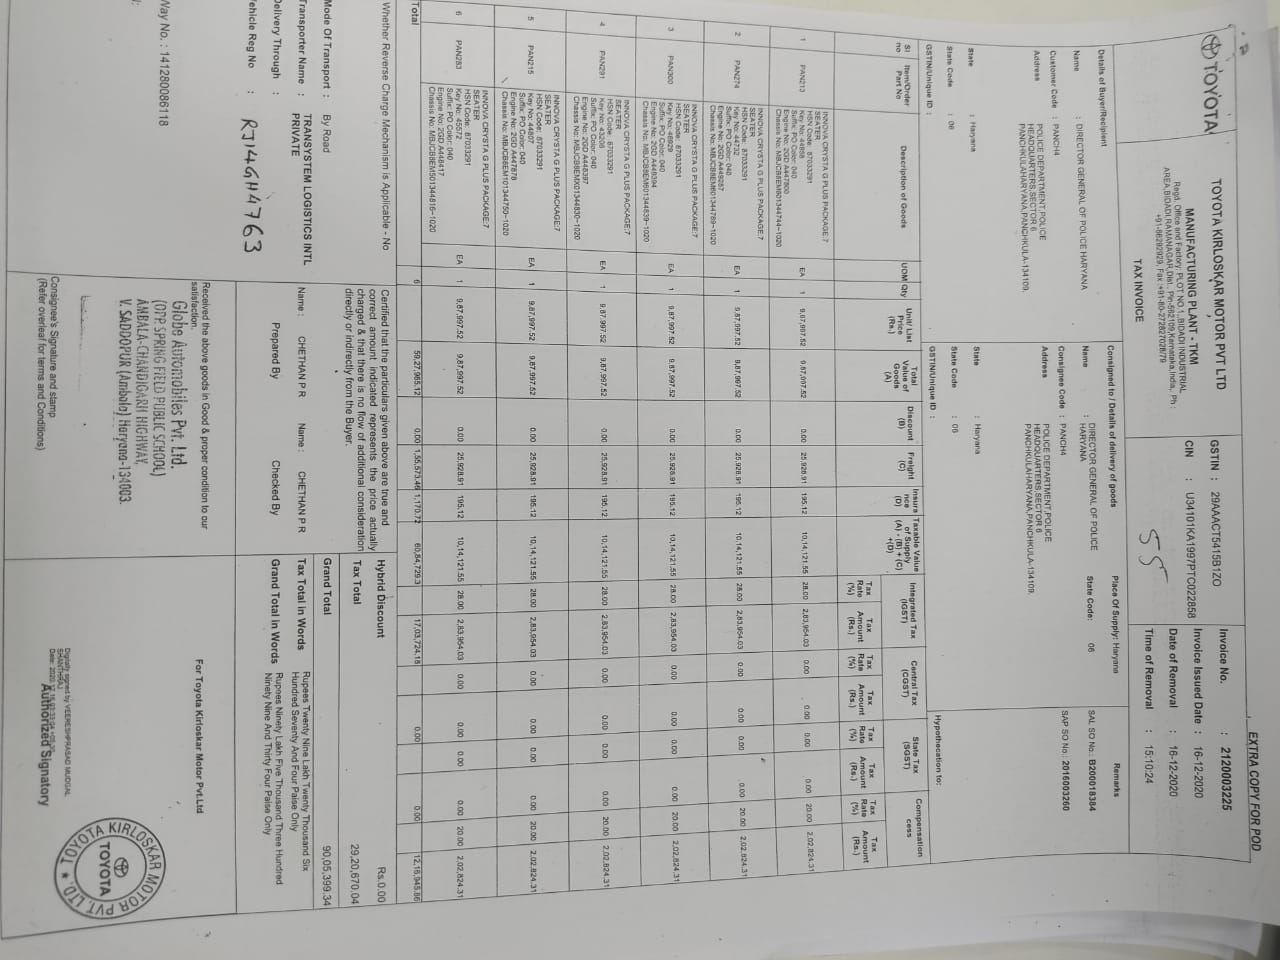 EXTRA COPY FOR POD
TOYOTA
TOYOTA KIRLOSKAR MOTOR PVT LTD
MANUFACTURING PLANT - TKM
Regd. Office and Factory: PLOT NO.1,,BIDADI INDUSTRIAL
AREA,BIDADI,RAMANAGAR,Dist., Pin-562109,Karnataka,India,, Ph :
+91-66292929, Fax :+91-80-272827028/79
TAX INVOICE
GSTIN : 29AAACT5415B1ZO
CIN : U34101KA1997PTC022858
55
Invoice No. : 2120003225
Invoice Issued Date : 16-12-2020
Date of Removal : 16-12-2020
Time of Removal : 15:10:24
Details of Buyer/Recipient
Name : DIRECTOR GENERAL OF POLICE HARYANA
Customer Code : PANCH4
Address POLICE DEPARTMENT,POLICE
HEADQUARTERS,SECTOR 6
PANCHKULAHARYANA,PANCHKULA-134109.
State : Haryana
State Code : 06
GSTIN/Unique ID :
Consigned to / Details of delivery of goods
Place Of Supply: Haryana
Name : DIRECTOR GENERAL OF POLICE
HARYANA
State Code: 06
Consignee Code : PANCH4
Address POLICE DEPARTMENT,POLICE
HEADQUARTERS,SECTOR 6
PANCHKULAHARYANA,PANCHKULA-134109.
State : Haryana
State Code : 06
GSTIN/Unique ID :
Remarks
SAL SO No.: B200018384
SAP SO No.: 2016003260
Hypothecation to:
Sl no Item/Order Part No Description of Goods UOM Qty Unit/ List Price (Rs.) Total Value of Goods (A) Discount (B) Freight (C) Insura nce (D) Taxable Value of Supply (A) - (B) + (C) +(D) Integrated Tax (IGST) Central Tax (CGST) State Tax (SGST) Compensation cess
Tax Rate (%) Tax Amount (Rs.) Tax Rate (%) Tax Amount (Rs.) Tax Rate (%) Tax Amount (Rs.) Tax Rate (%) Tax Amount (Rs.)
INNOVA CRYSTA G PLUS PACKAGE:7
SEATER
HSN Code: 87033291
1 PAN213 Key No: 44858 EA 1 9,87,997.52 9,87,997.52 0.00 25,928.91 195.12 10,14,121.55 28.00 2,83,954.03 0.00 0.00 0.00 0.00 20.00 2,02,824.31
Suffix: PO Color: 040
Engine No: 2GD A447800
Chassis No: MBJCB8EM801344744-1020
INNOVA CRYSTA G PLUS PACKAGE:7
SEATER
HSN Code: 87033291
2 PAN274 Key No: 44732 EA 1 9,87,997.52 9,87,997.52 0.00 25,928.91 195.12 10,14,121.55 28.00 2,83,954.03 0.00 0.00 0.00 0.00 20.00 2,02,824.31
Suffix: PO Color: 040
Engine No: 2GD A449287
Chassis No: MBJCB8EM801344789-1020
INNOVA CRYSTA G PLUS PACKAGE:7
SEATER
HSN Code: 87033291
3 PAN300 Key No: 48929 EA 1 9,87,997.52 9,87,997.52 0.00 25,928.91 195.12 10,14,121.55 28.00 2,83,954.03 0.00 0.00 0.00 0.00 20.00 2,02,824.31
Suffix: PO Color: 040
Engine No: 2GD A448394
Chassis No: MBJCB8EM601344839-1020
INNOVA CRYSTA G PLUS PACKAGE:7
SEATER
HSN Code: 87033291
4 PAN291 Key No: 43206 EA 1 9,87,997.52 9,87,997.52 0.00 25,928.91 195.12 10,14,121.55 28.00 2,83,954.03 0.00 0.00 0.00 0.00 20.00 2,02,824.31
Suffix: PO Color: 040
Engine No: 2GD A448397
Chassis No: MBJCB8EMX01344830-1020
INNOVA CRYSTA G PLUS PACKAGE:7
SEATER
HSN Code: 87033291
5 PAN215 Key No: 44807 EA 1 9,87,997.52 9,87,997.52 0.00 25,928.91 195.12 10,14,121.55 28.00 2,83,954.03 0.00 0.00 0.00 0.00 20.00 2,02,824.31
Suffix: PO Color: 040
Engine No: 2GD A447878
Chassis No: MBJCB8EM101344750-1020
INNOVA CRYSTA G PLUS PACKAGE:7
SEATER
HSN Code: 87033291
6 PAN283 Key No: 45572 EA 1 9,87,997.52 9,87,997.52 0.00 25,928.91 195.12 10,14,121.55 28.00 2,83,954.03 0.00 0.00 0.00 0.00 20.00 2,02,824.31
Suffix: PO Color: 040
Engine No: 2GD A448417
Chassis No: MBJCB8EM501344816-1020
Total 6 59,27,985.12 0.00 1,55,573.46 1,170.72 60,84,729.3 17,03,724.18 0.00 0.00 12,16,945.86
Whether Reverse Charge Mechanism is Applicable - No
Mode Of Transport : By Road
Transporter Name : TRANSYSTEM LOGISTICS INTL
PRIVATE
Delivery Through :
Vehicle Reg No : RJ14GH4763
Way No. : 141280086118
Certified that the particulars given above are true and
correct amount indicated represents the price actually
charged & that there is no flow of additional consideration
directly or indirectly from the Buyer.
Name : CHETHAN P R Name : CHETHAN P R
Prepared By Checked By
Hybrid Discount Rs.0.00
Tax Total 29,20,670.04
Grand Total 90,05,399.34
Tax Total in Words Rupees Twenty Nine Lakh Twenty Thousand Six
Hundred Seventy And Four Paise Only
Grand Total in Words Rupees Ninety Lakh Five Thousand Three Hundred
Ninety Nine And Thirty Four Paise Only
Received the above goods in Good & proper condition to our
satisfaction.
Globe Automobiles Pvt. Ltd.
(OPP. SPRING FIELD PUBLIC SCHOOL)
AMBALA-CHANDIGARH HIGHWAY,
V. SADDOPUR (Ambala) Haryana-134003.
Consignee's Signature and stamp
(Refer overleaf for terms and Conditions)
For Toyota Kirloskar Motor Pvt.Ltd
KIRLOSKAR MOTOR PVT. LTD. ★ TOYOTA
TOYOTA
Digitally signed by VEERESHPRASAD MUDGAL
SHANTHRAJ
Authorized Signatory